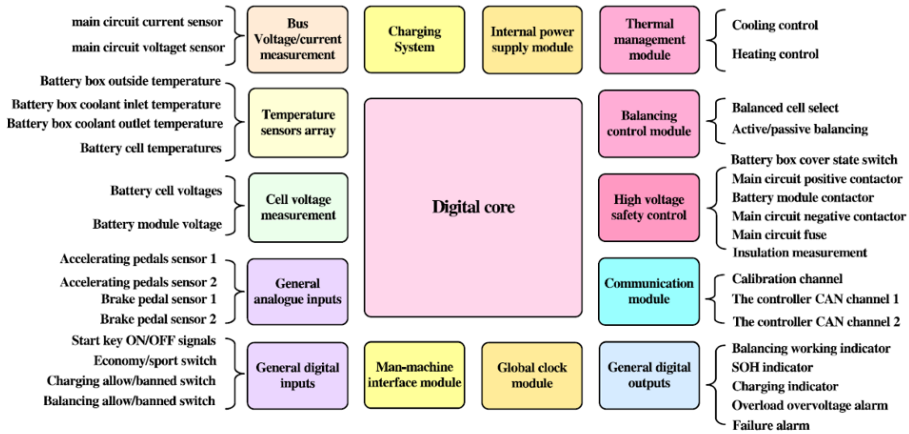 main circuit current sensor
main circuit voltaget sensor
Bus
Voltage/current
measurement
Charging
System
Internal power
supply module
Thermal
management
module
Cooling control
Heating control
Battery box outside temperature
Battery box coolant inlet temperature
Battery box coolant outlet temperature
Battery cell temperatures
Temperature
sensors array
Balancing
control module
Balanced cell select
Active/passive balancing
Battery cell voltages
Battery module voltage
Cell voltage
measurement
Digital core
High voltage
safety control
Battery box cover state switch
Main circuit positive contactor
Battery module contactor
Main circuit negative contactor
Main circuit fuse
Insulation measurement
Accelerating pedals sensor 1
Accelerating pedals sensor 2
Brake pedal sensor 1
Brake pedal sensor 2
General
analogue inputs
Communication
module
Calibration channel
The controller CAN channel 1
The controller CAN channel 2
Start key ON/OFF signals
Economy/sport switch
Charging allow/banned switch
Balancing allow/banned switch
General digital
inputs
Man-machine
interface module
Global clock
module
General digital
outputs
Balancing working indicator
SOH indicator
Charging indicator
Overload overvoltage alarm
Failure alarm